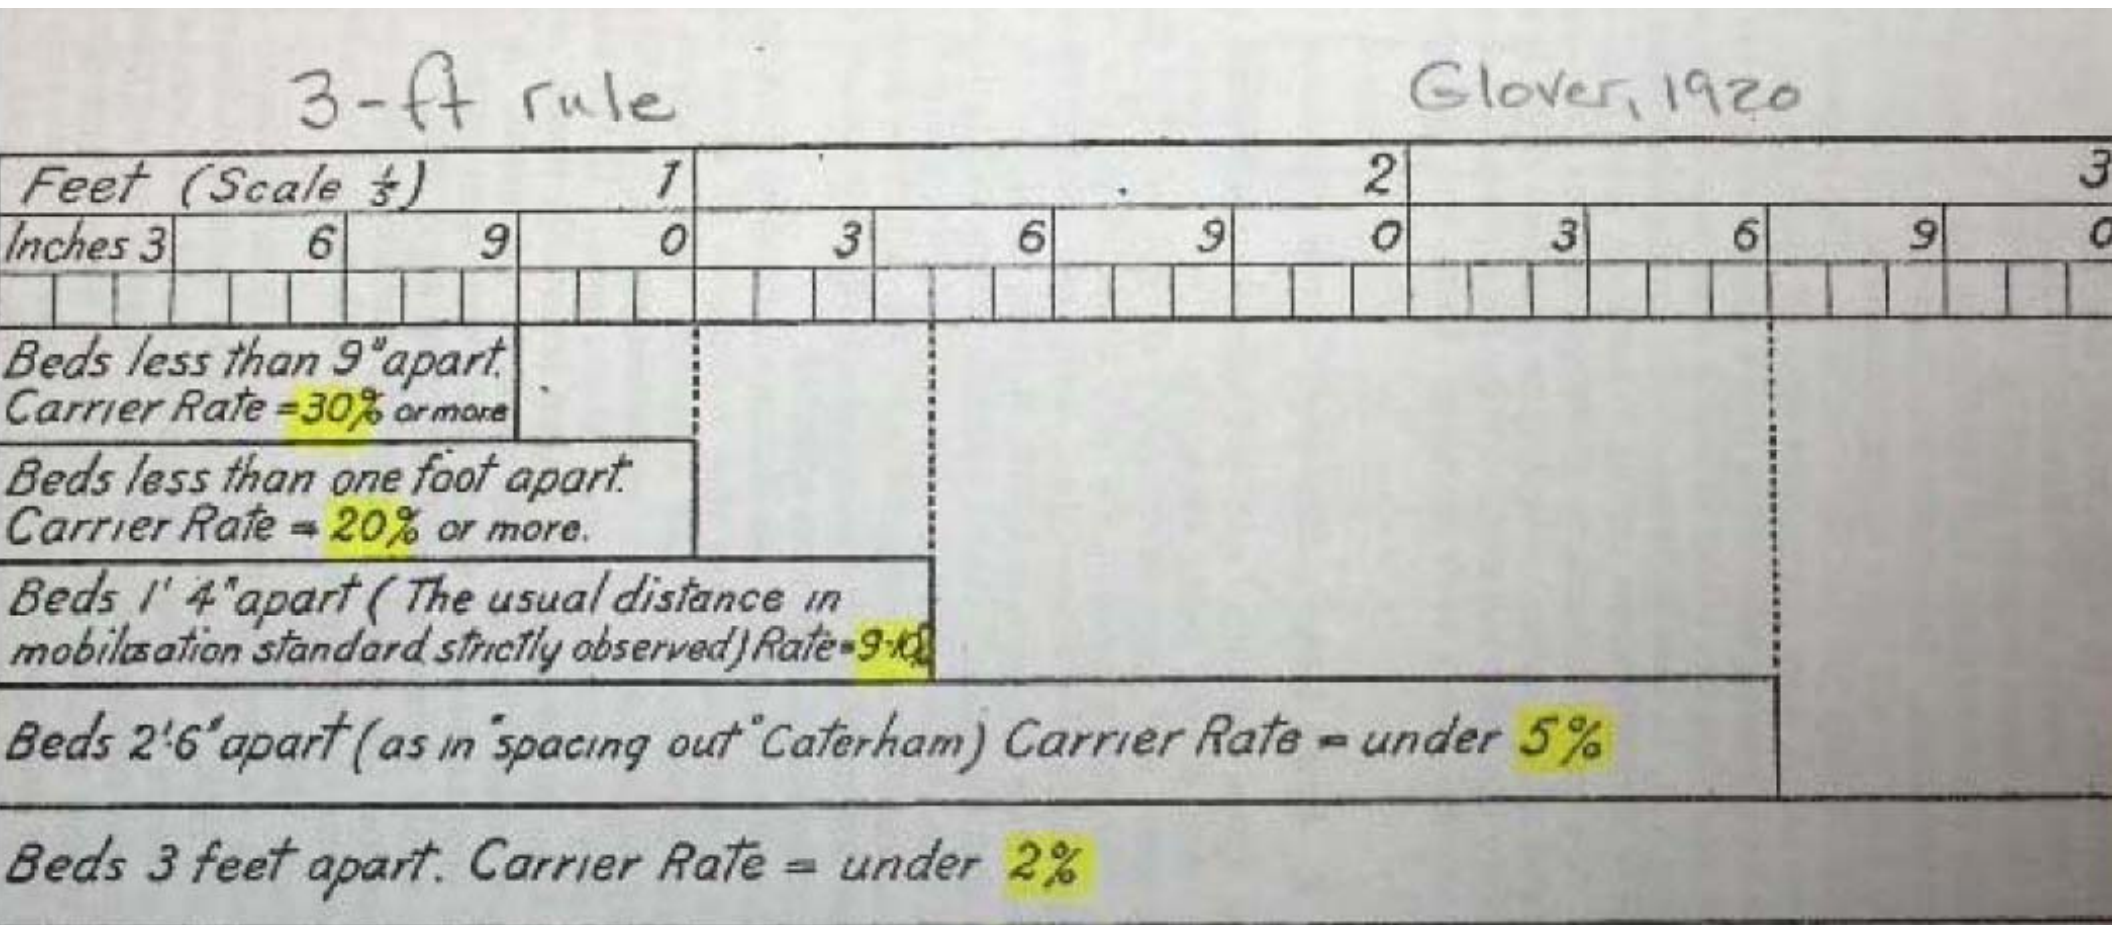 3-ft rule Glover, 1920
Feet (Scale 1/5) 1 2 3
Inches 3 6 9 0 3 6 9 0 3 6 9 0
Beds less than 9" apart.
Carrier Rate = 30% or more
Beds less than one foot apart.
Carrier Rate = 20% or more.
Beds 1' 4" apart (The usual distance in
mobilisation standard strictly observed) Rate = 9-10%
Beds 2'6" apart (as in "spacing out" Caterham) Carrier Rate = under 5%
Beds 3 feet apart. Carrier Rate = under 2%